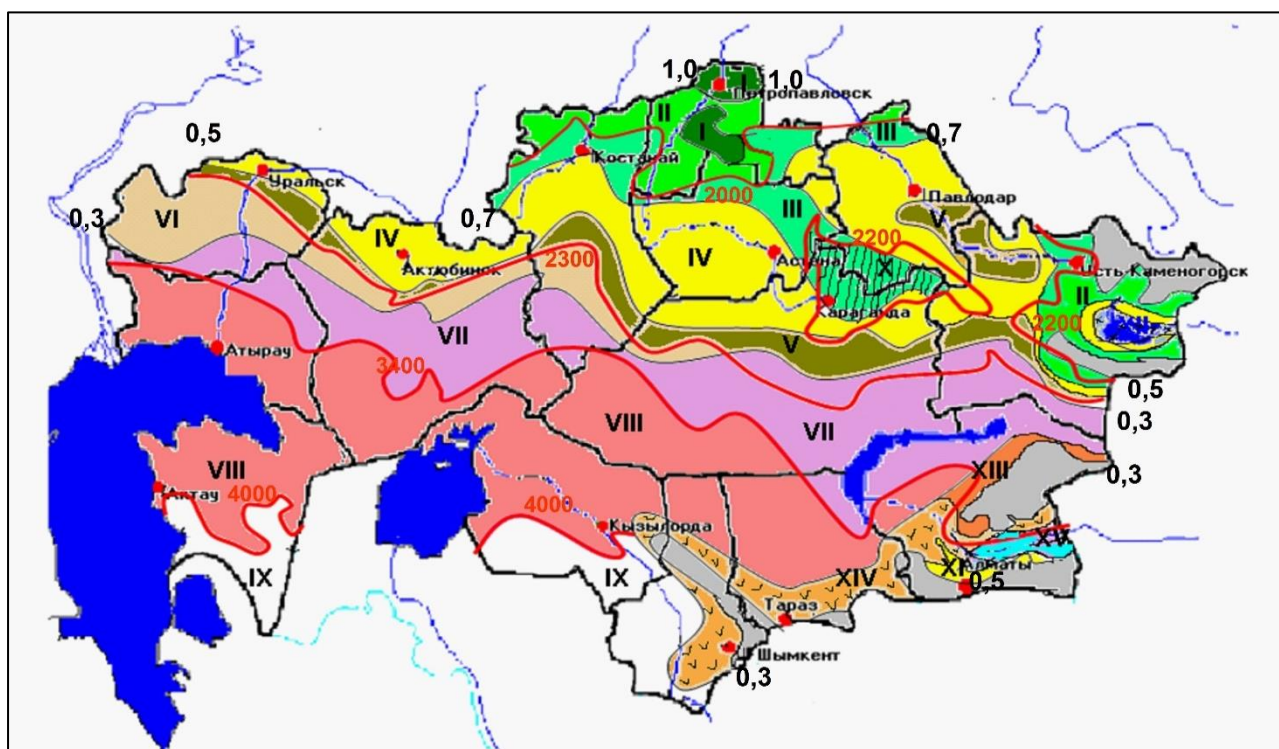 1,0
I
1,0
Петропавловск
II
0,5
I
III
0,7
Костанай
Уральск
2000
Павлодар
0,3
VI
0,7
III
V
IV
2200
2300
IV
Астана
X
Актюбинск
Усть-Каменогорск
II
Караганда
2200
VII
V
Атырау
3400
0,5
VIII
VII
0,3
VIII
XIII
0,3
Актау
4000
4000
Кызылорда
XV
IX
IX
XIV
XI
Алматы
0,5
Тараз
Шымкент
0,3